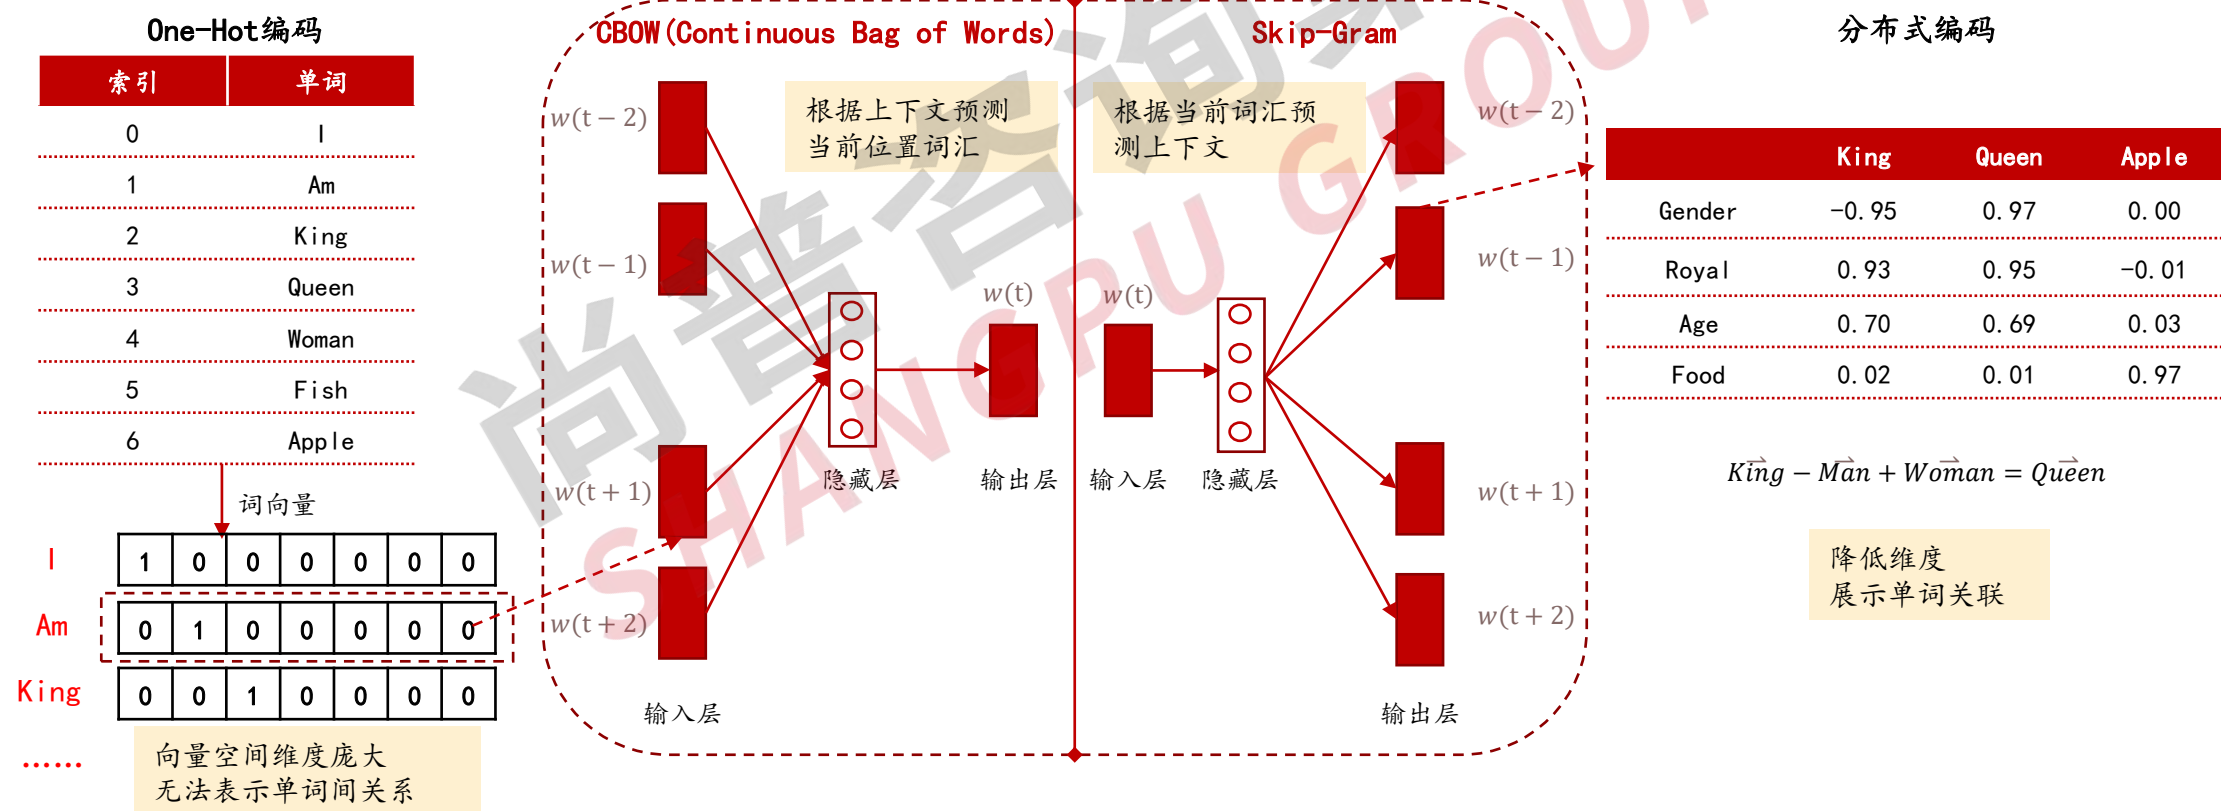 One-Hot编码
索引 单词
0 I
1 Am
2 King
3 Queen
4 Woman
5 Fish
6 Apple
词向量
I 1 0 0 0 0 0 0
Am 0 1 0 0 0 0 0
King 0 0 1 0 0 0 0
……
向量空间维度庞大
无法表示单词间关系
CBOW(Continuous Bag of Words)
根据上下文预测
当前位置词汇
w(t − 2)
w(t − 1)
w(t + 1)
w(t + 2)
输入层
隐藏层
w(t)
输出层
Skip-Gram
根据当前词汇预
测上下文
w(t)
输入层
隐藏层
w(t − 2)
w(t − 1)
w(t + 1)
w(t + 2)
输出层
分布式编码
King Queen Apple
Gender -0.95 0.97 0.00
Royal 0.93 0.95 -0.01
Age 0.70 0.69 0.03
Food 0.02 0.01 0.97
King − Man + Woman = Queen
降低维度
展示单词关联
尚普咨询集
SHANGPU GROUP